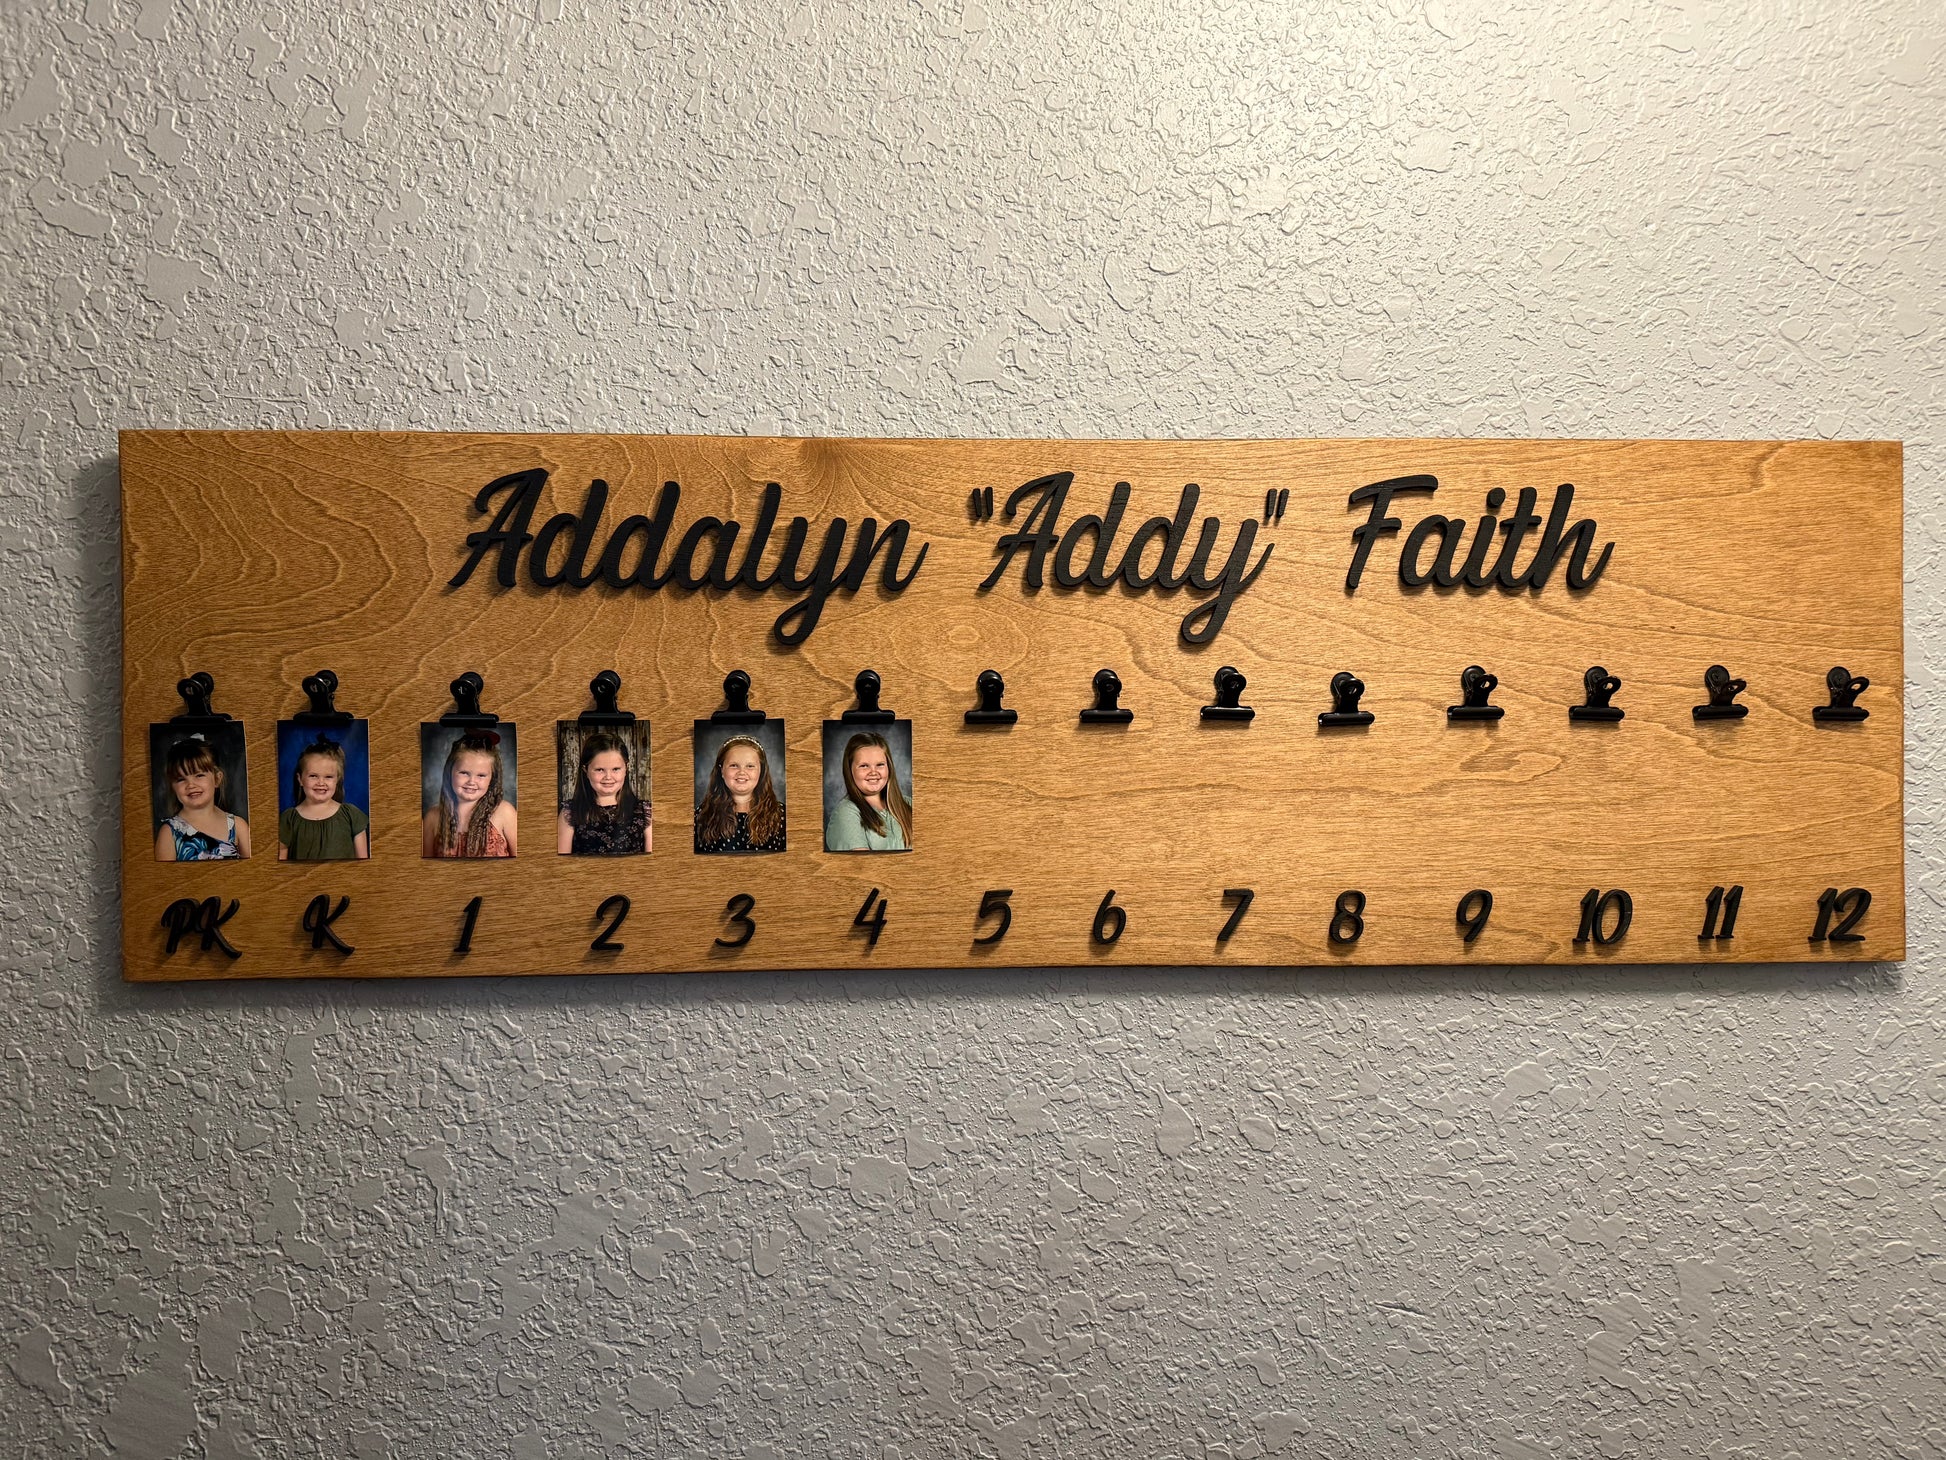 Addalyn "Addy" Faith
PK K 1 2 3 4 5 6 7 8 9 10 11 12